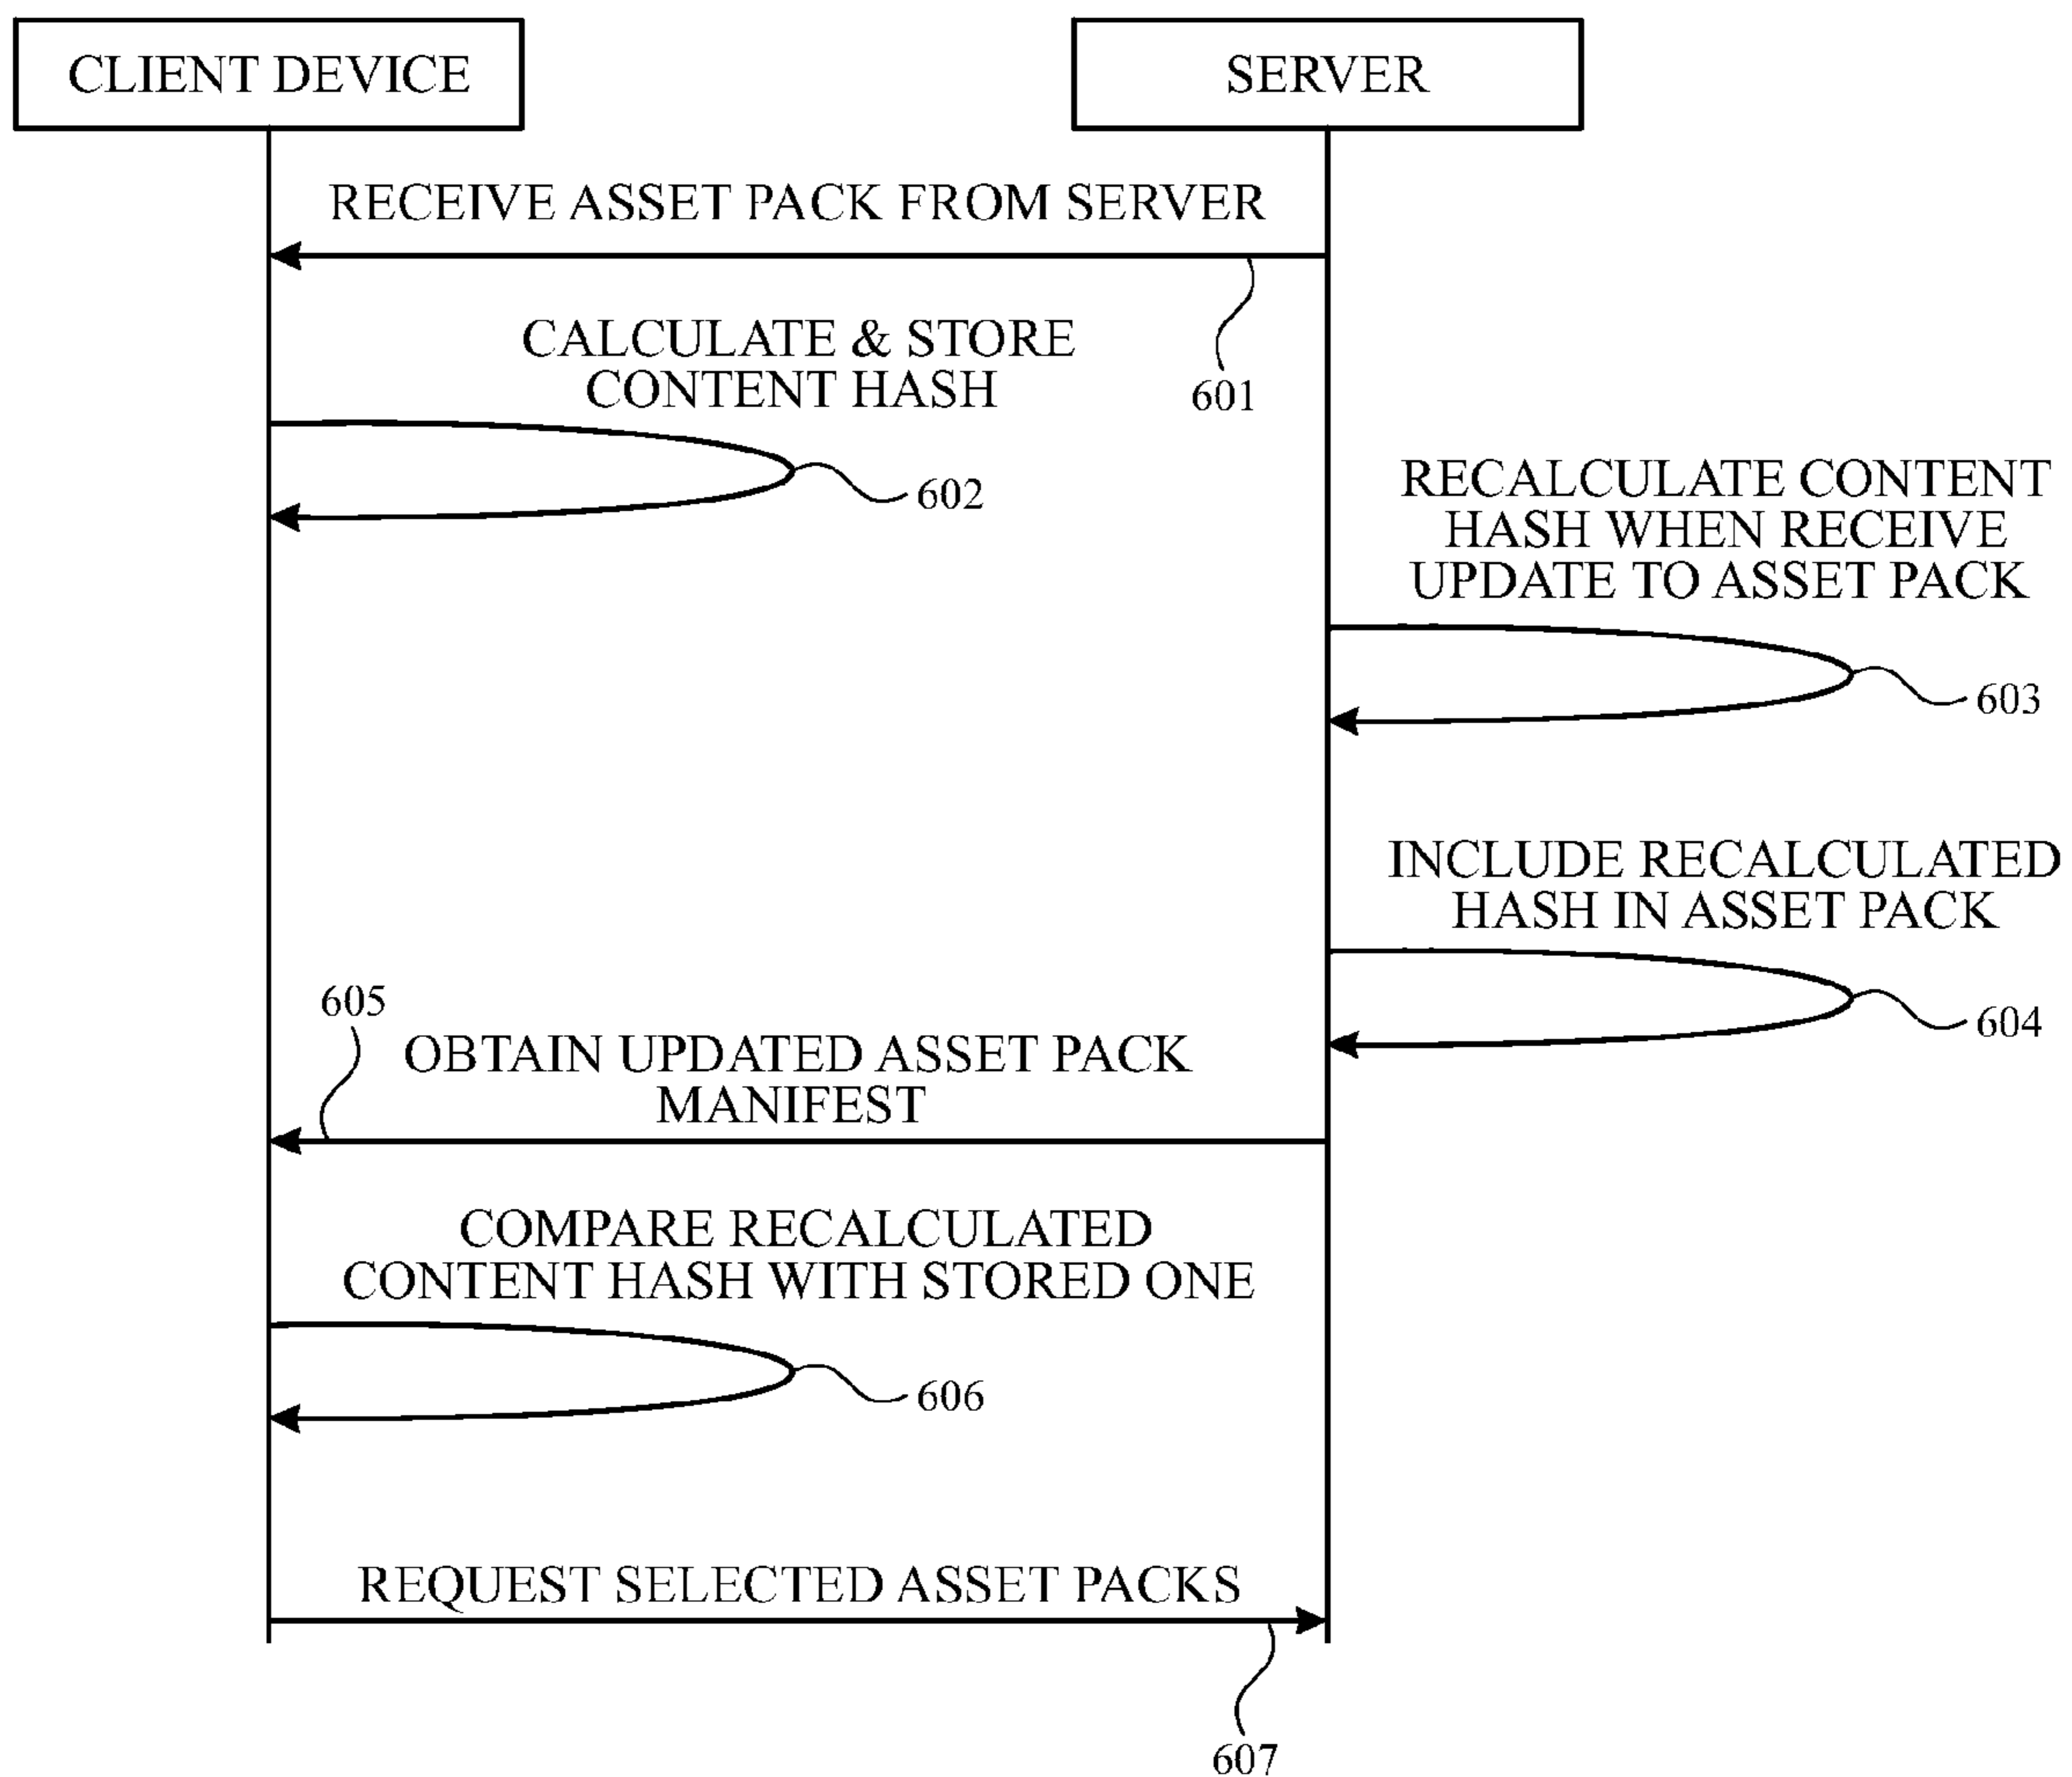 CLIENT DEVICE
SERVER
RECEIVE ASSET PACK FROM SERVER
601
CALCULATE & STORE
CONTENT HASH
602
RECALCULATE CONTENT
HASH WHEN RECEIVE
UPDATE TO ASSET PACK
603
INCLUDE RECALCULATED
HASH IN ASSET PACK
604
605
OBTAIN UPDATED ASSET PACK
MANIFEST
COMPARE RECALCULATED
CONTENT HASH WITH STORED ONE
606
REQUEST SELECTED ASSET PACKS
607